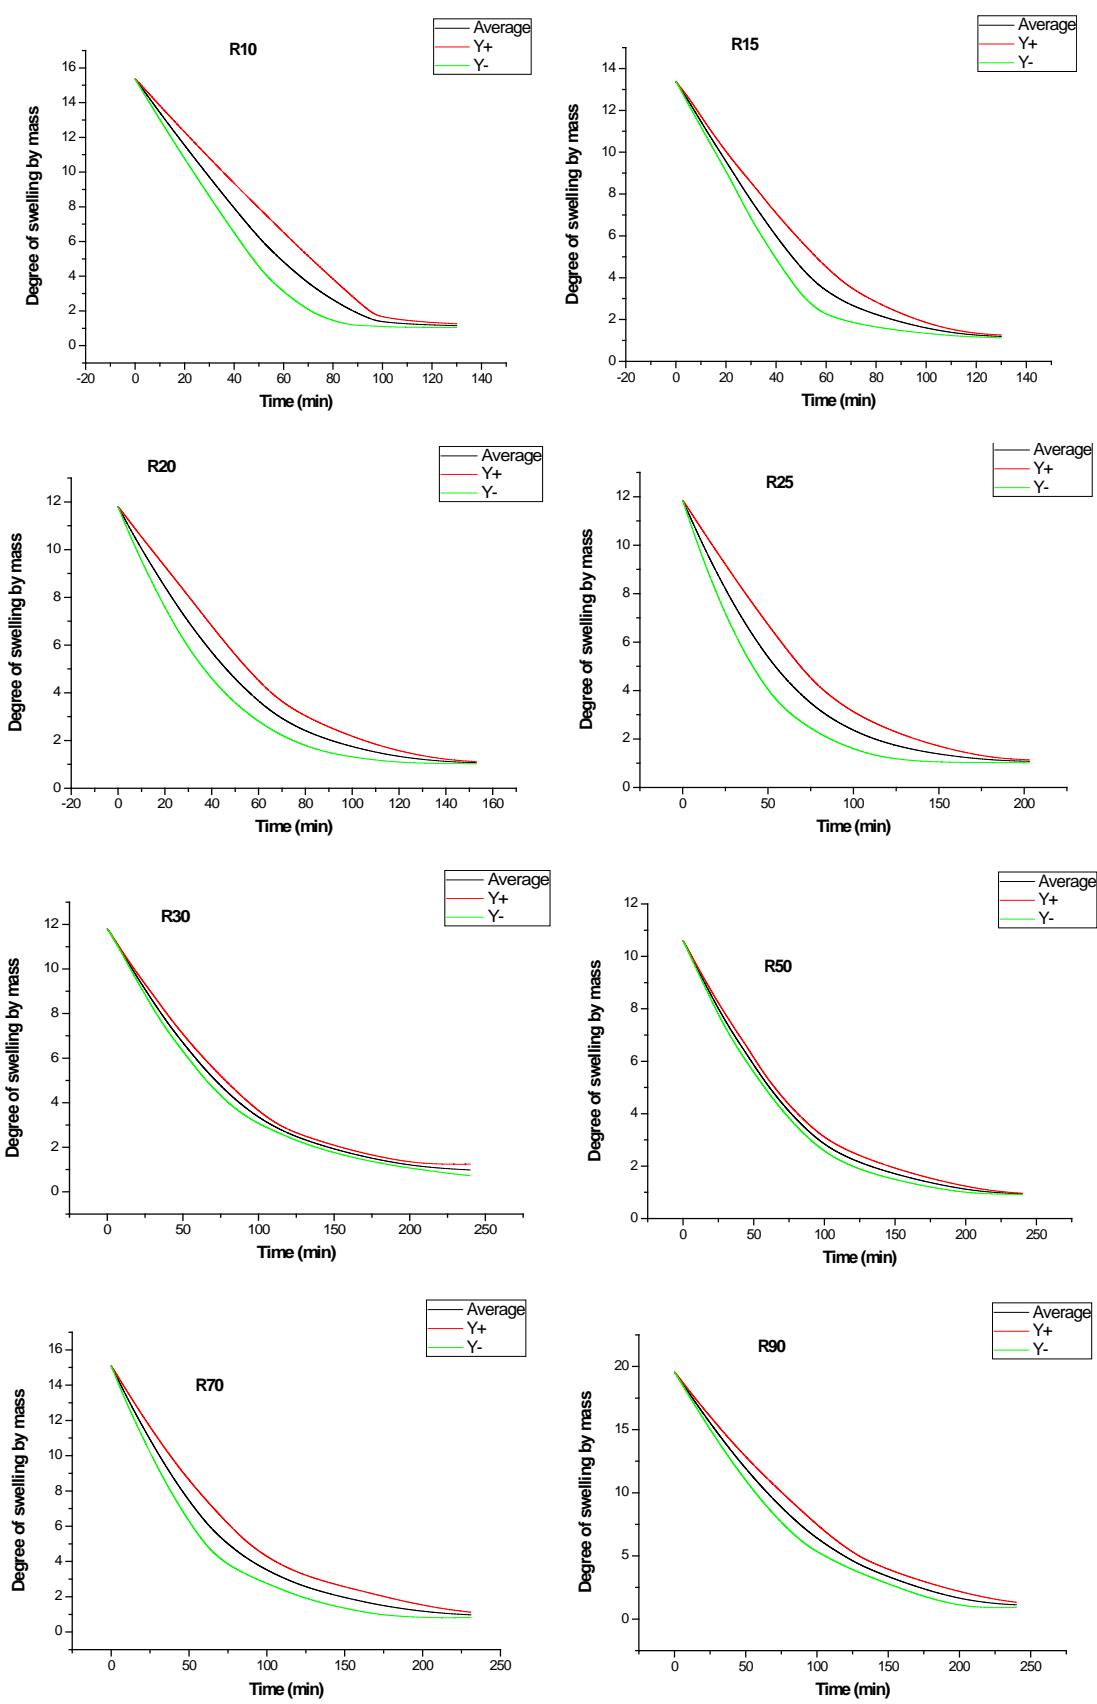 R10
Average
Y+
Y-
Degree of swelling by mass
16
14
12
10
8
6
4
2
0
-20 0 20 40 60 80 100 120 140
Time (min)
R15
Average
Y+
Y-
Degree of swelling by mass
14
12
10
8
6
4
2
0
-20 0 20 40 60 80 100 120 140
Time (min)
R20
Average
Y+
Y-
Degree of swelling by mass
12
10
8
6
4
2
0
-20 0 20 40 60 80 100 120 140 160
Time (min)
R25
Average
Y+
Y-
Degree of swelling by mass
12
10
8
6
4
2
0
0 50 100 150 200
Time (min)
R30
Average
Y+
Y-
Degree of swelling by mass
12
10
8
6
4
2
0
0 50 100 150 200 250
Time (min)
R50
Average
Y+
Y-
Degree of swelling by mass
12
10
8
6
4
2
0
0 50 100 150 200 250
Time (min)
R70
Average
Y+
Y-
Degree of swelling by mass
16
14
12
10
8
6
4
2
0
0 50 100 150 200 250
Time (min)
R90
Average
Y+
Y-
Degree of swelling by mass
20
15
10
5
0
0 50 100 150 200 250
Time (min)